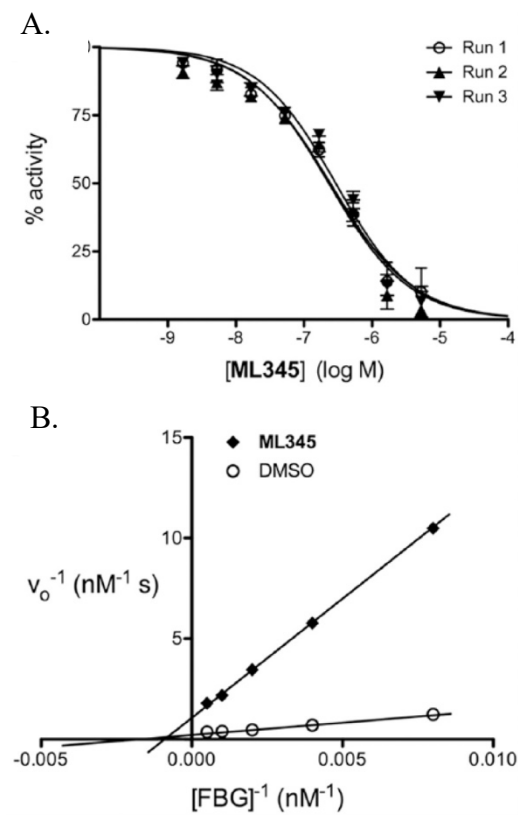 A.
) Run 1
75 Run 2
Run 3
50
% activity
25
0
-9 -8 -7 -6 -5 -4
[ML345] (log M)
B.
15 ML345
DMSO
10
vo-1 (nM-1 s)
5
-0.005 0.000 0.005 0.010
[FBG]-1 (nM-1)